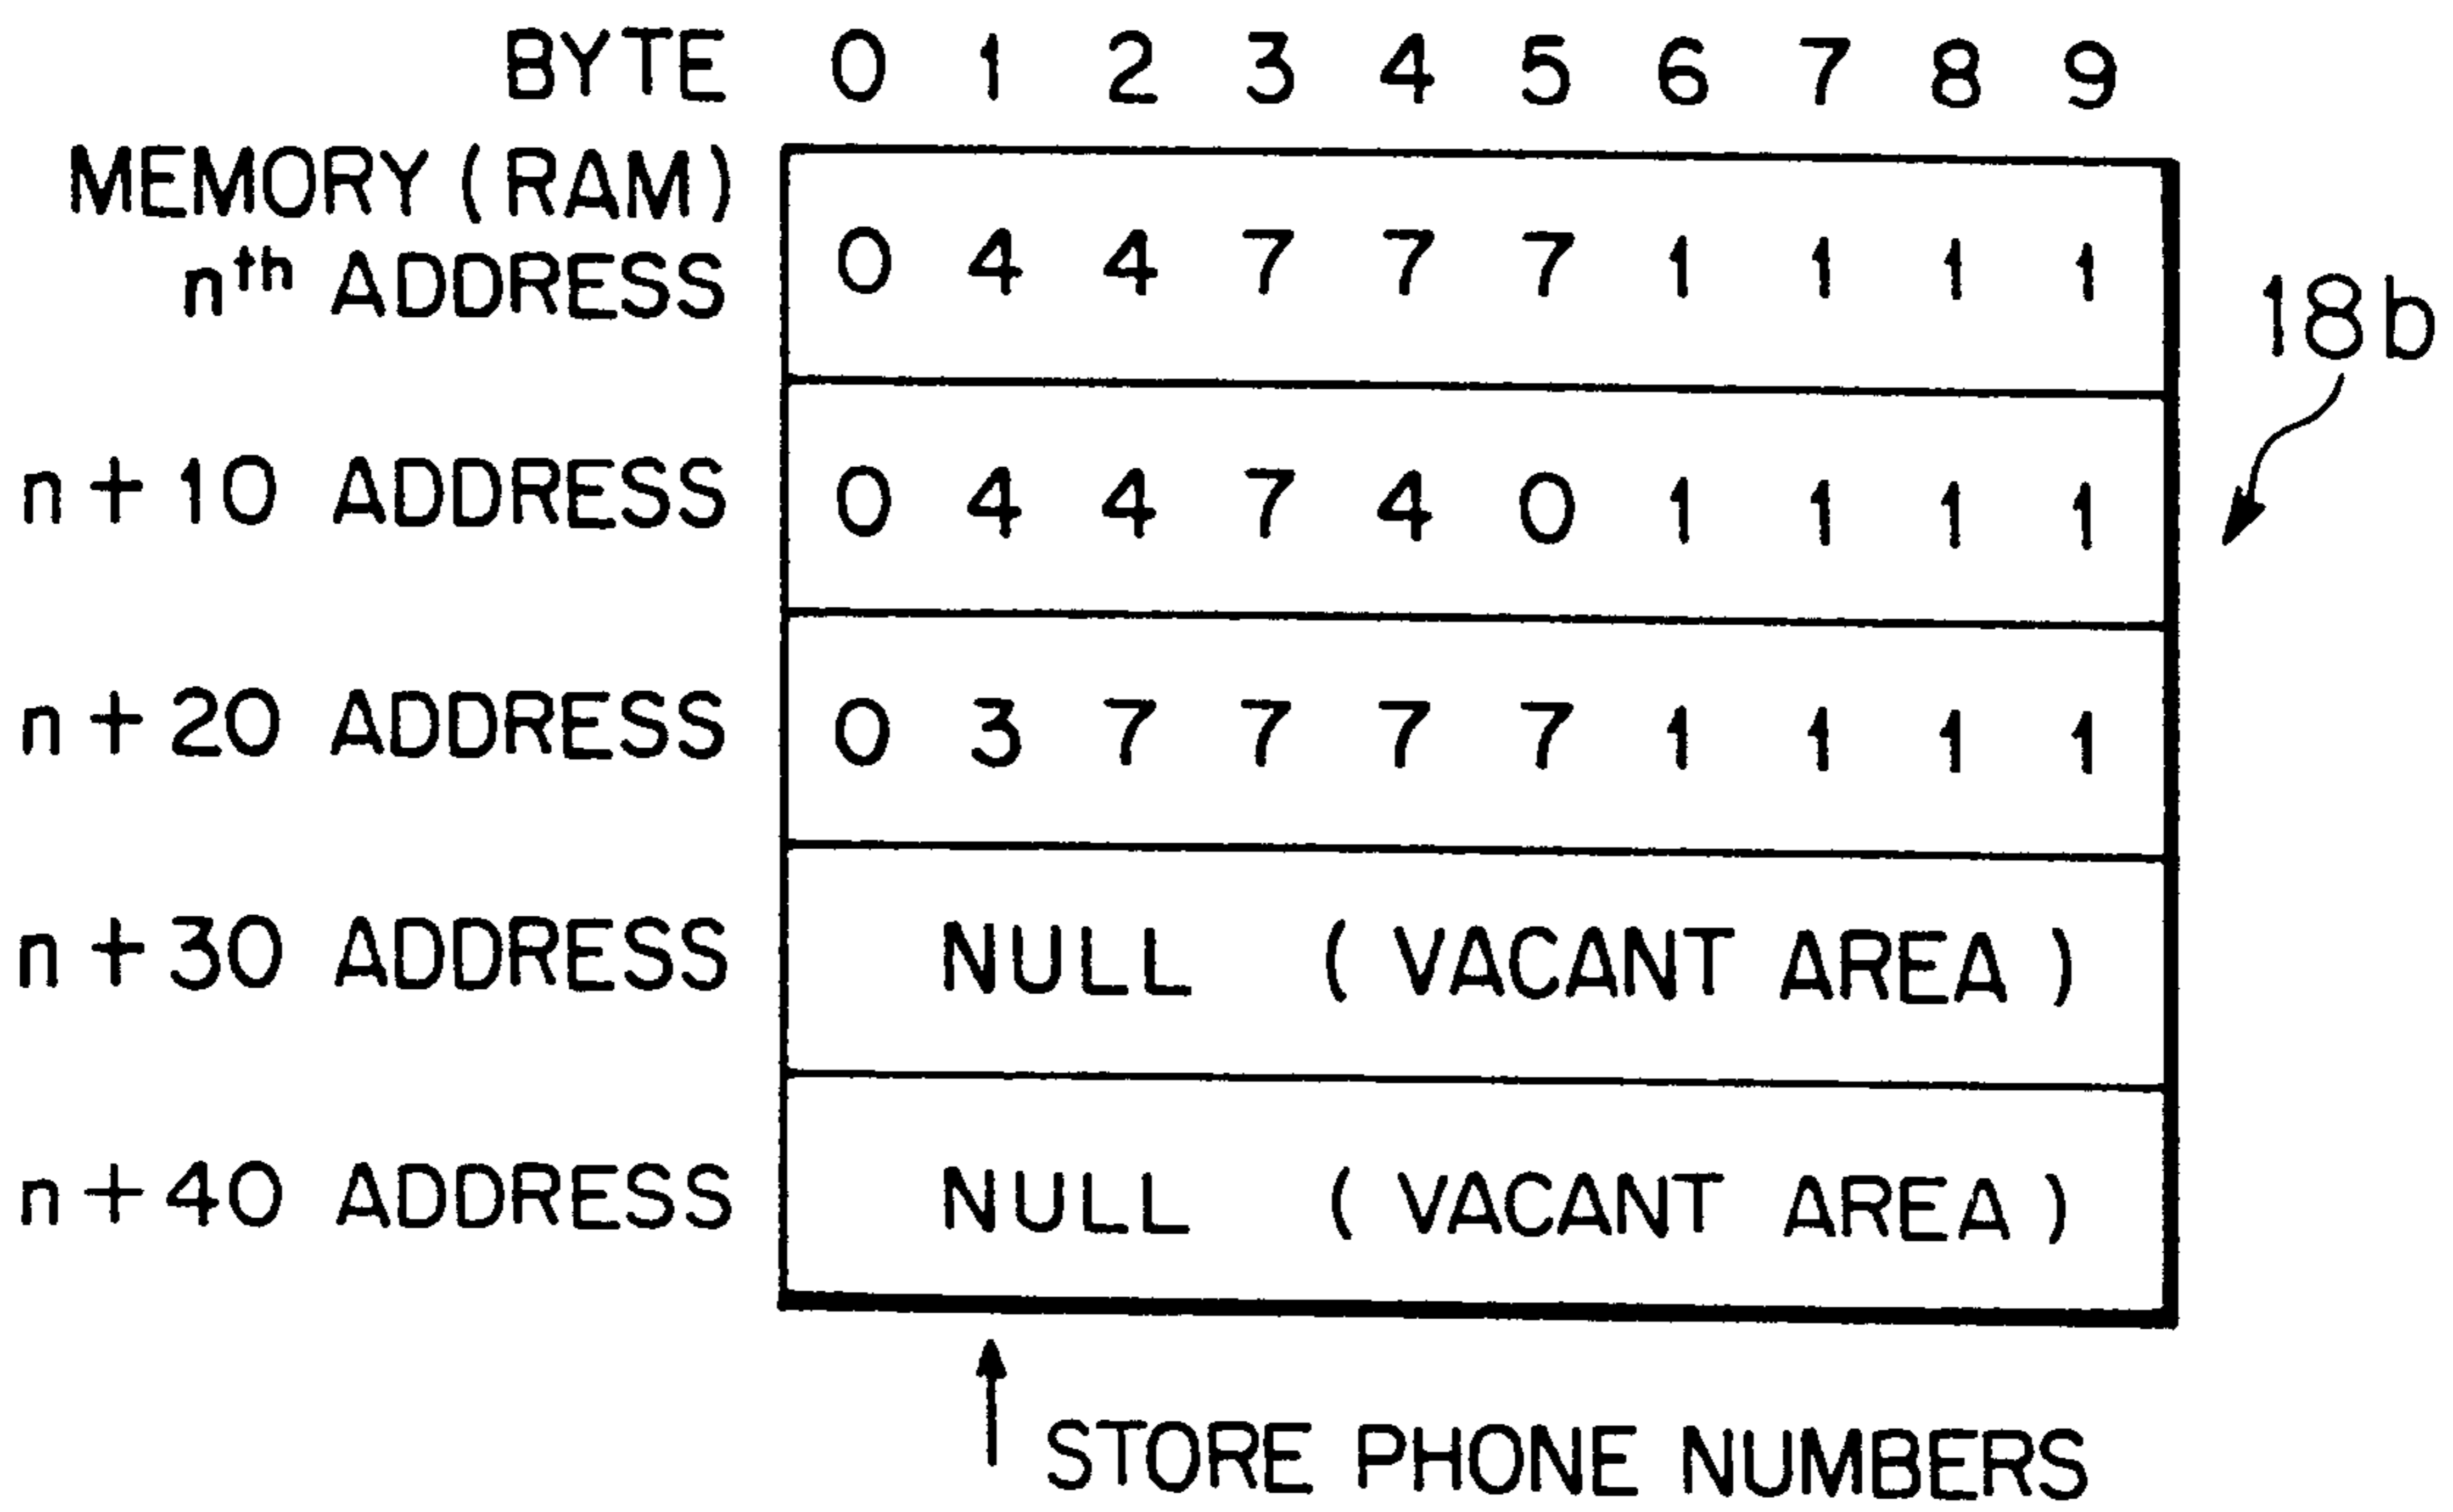 BYTE 0 1 2 3 4 5 6 7 8 9
MEMORY (RAM)
nth ADDRESS 0 4 4 7 7 7 1 1 1 1
18b
n+10 ADDRESS 0 4 4 7 4 0 1 1 1 1
n+20 ADDRESS 0 3 7 7 7 7 1 1 1 1
n+30 ADDRESS NULL (VACANT AREA)
n+40 ADDRESS NULL (VACANT AREA)
STORE PHONE NUMBERS